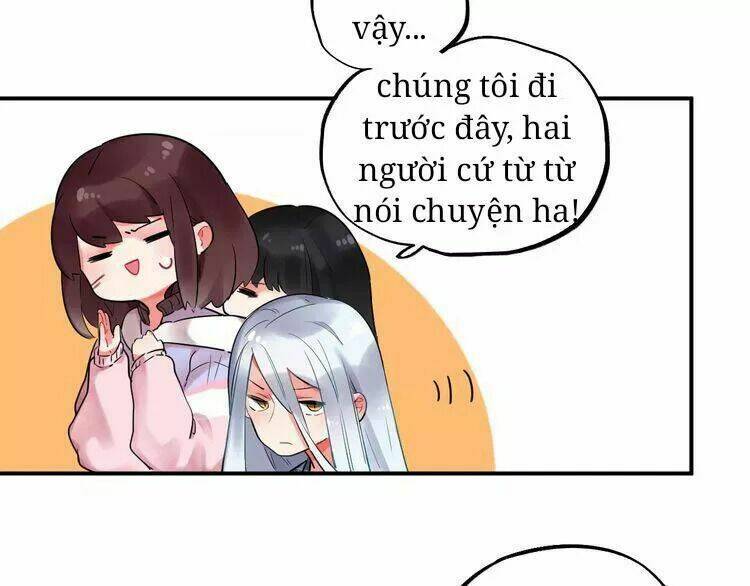 vậy...
chúng tôi đi
trước đây, hai
người cứ từ từ
nói chuyện ha!